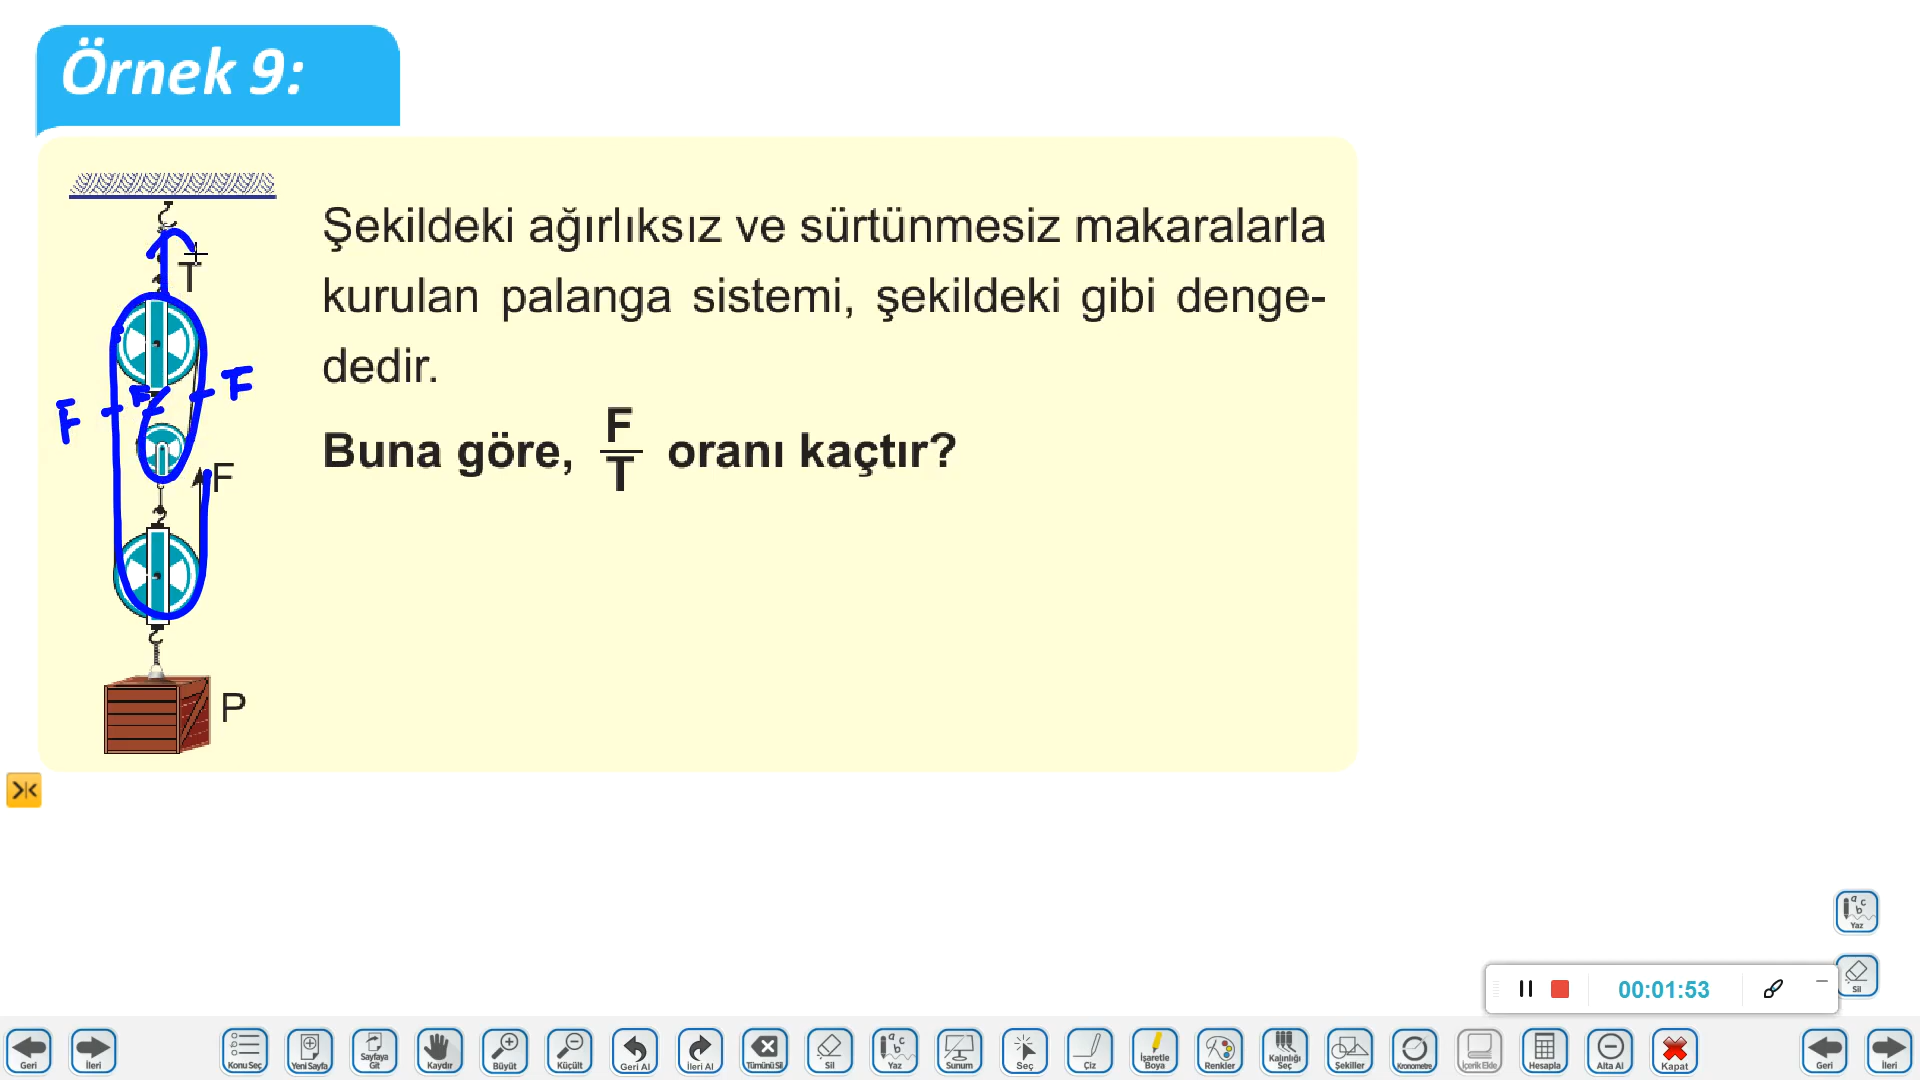 Örnek 9:
T
F
F
F
F
P
Şekildeki ağırlıksız ve sürtünmesiz makaralarla
kurulan palanga sistemi, şekildeki gibi denge-
dedir.
Buna göre, F/T oranı kaçtır?
Yaz
Sil
00:01:53
Geri
İleri
Konu Seç
Yeni Sayfa
Sayfaya Git
Kaydır
Büyüt
Küçült
Geri Al
İleri Al
Tümünü Sil
Sil
Yaz
Sunum
Seç
Çiz
İşaretle Boya
Renkler
Kalınlığı Seç
Şekiller
Kronometre
İçerik Ekle
Hesapla
Alta Al
Kapat
Geri
İleri